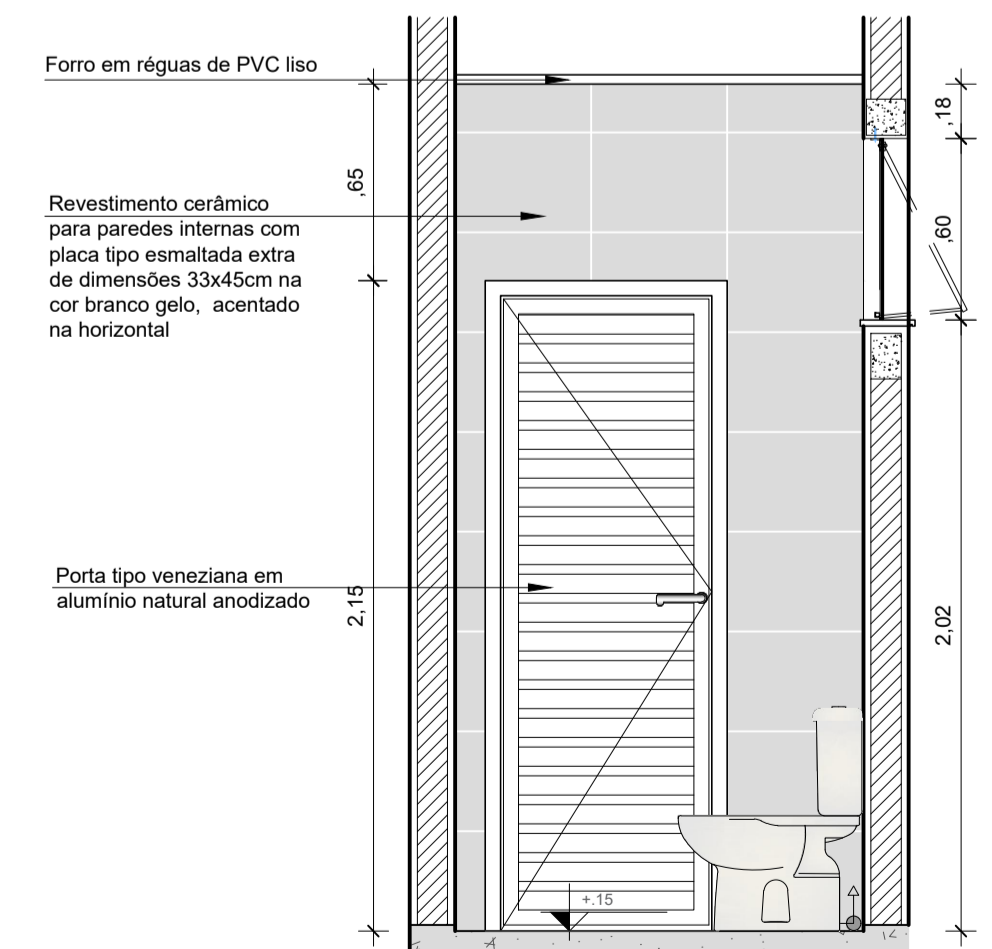 Forro em réguas de PVC liso
,18
,65
Revestimento cerâmico
para paredes internas com
placa tipo esmaltada extra
de dimensões 33x45cm na
cor branco gelo, acentado
na horizontal
,60
Porta tipo veneziana em
alumínio natural anodizado
2,15
2,02
+.15